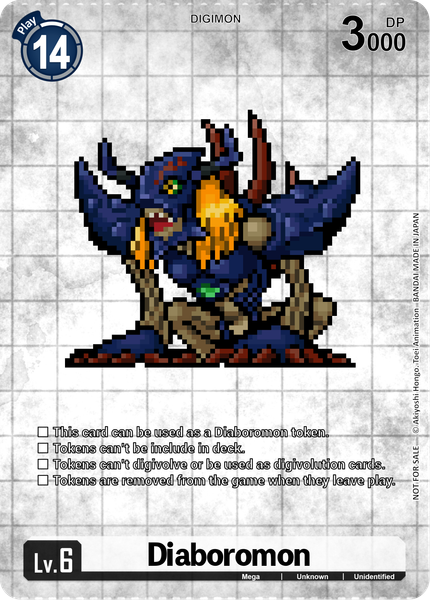 Play
14
DIGIMON
DP
3000
□ This card can be used as a Diaboromon token.
□ Tokens can't be include in deck.
□ Tokens can't digivolve or be used as digivolution cards.
□ Tokens are removed from the game when they leave play.
NOT FOR SALE © Akiyoshi Hongo, Toei Animation BANDAI MADE IN JAPAN
Lv.6
Diaboromon
Mega | Unknown | Unidentified